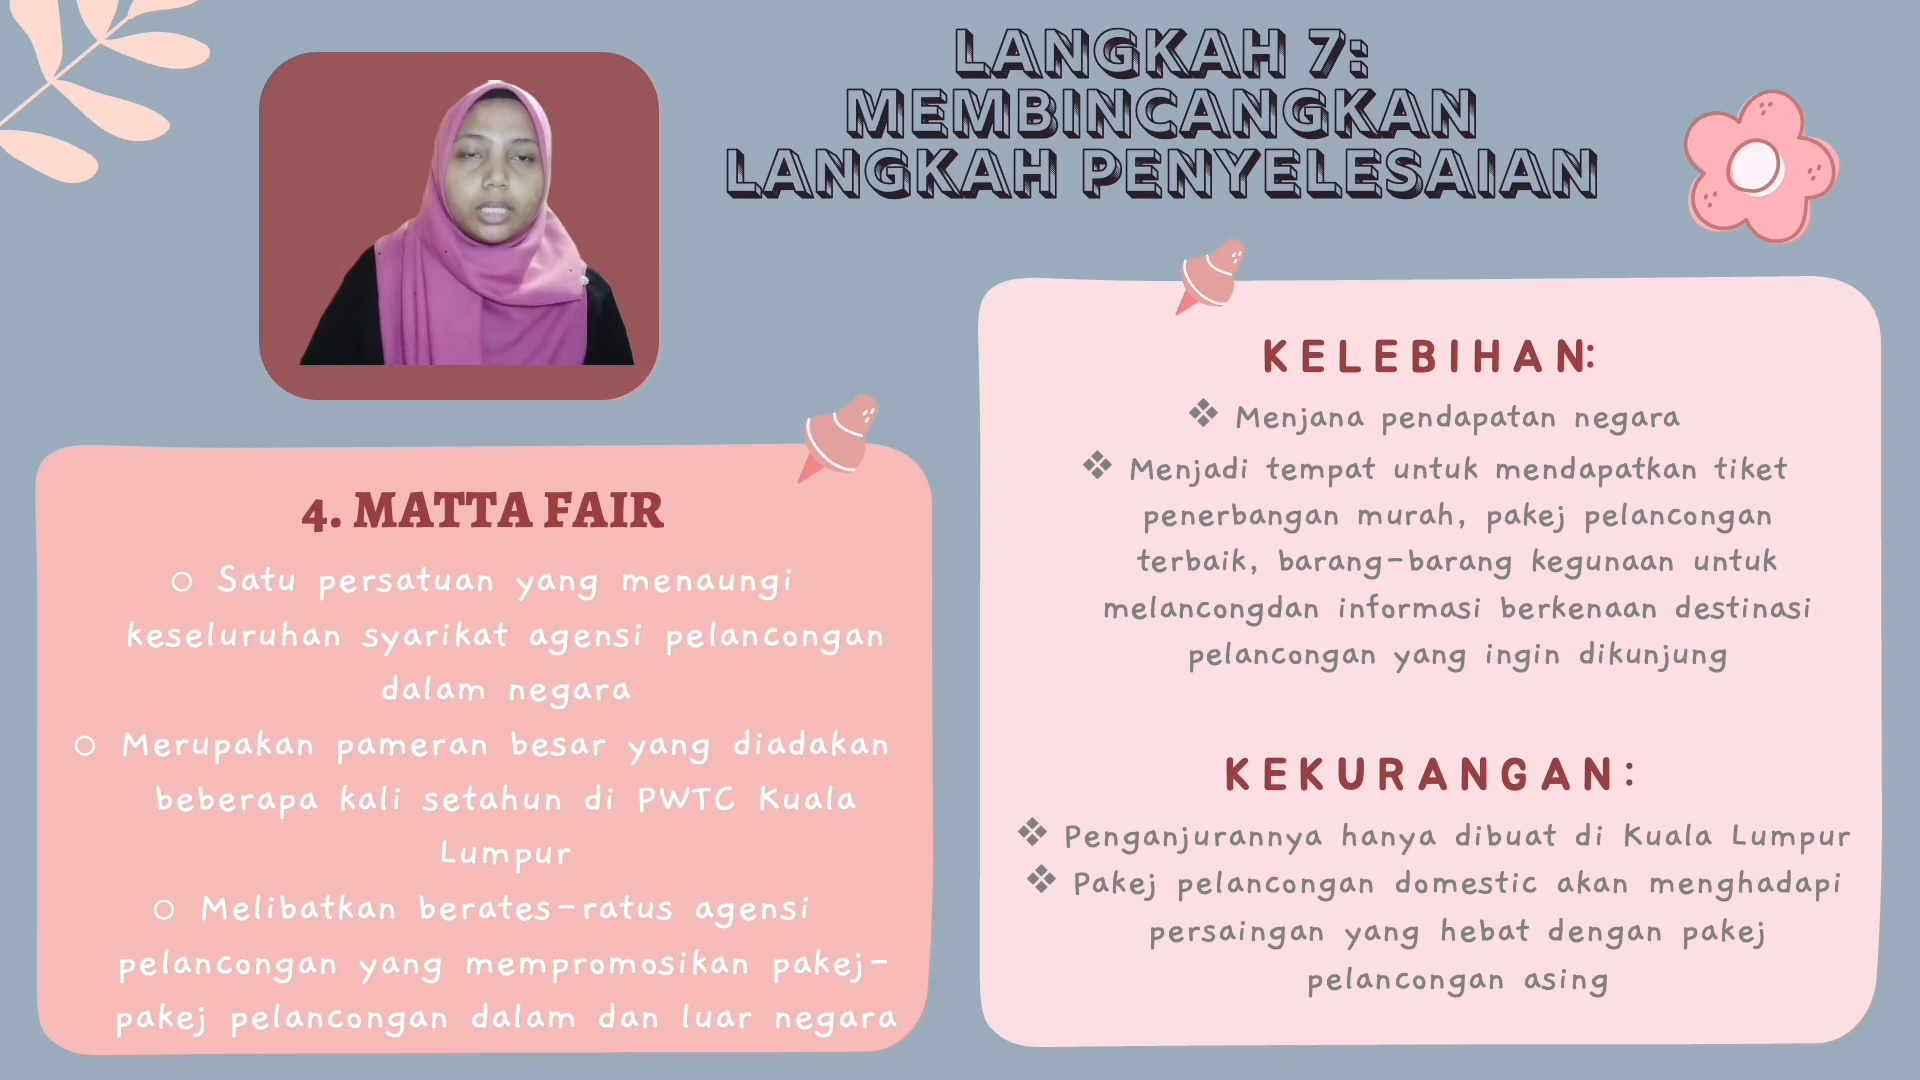 LANGKAH 7:
MEMBINCANGKAN
LANGKAH PENYELESAIAN
4. MATTA FAIR
○ Satu persatuan yang menaungi
keseluruhan syarikat agensi pelancongan
dalam negara
○ Merupakan pameran besar yang diadakan
beberapa kali setahun di PWTC Kuala
Lumpur
○ Melibatkan berates-ratus agensi
pelancongan yang mempromosikan pakej-
pakej pelancongan dalam dan luar negara
KELEBIHAN:
❖ Menjana pendapatan negara
❖ Menjadi tempat untuk mendapatkan tiket
penerbangan murah, pakej pelancongan
terbaik, barang-barang kegunaan untuk
melancongdan informasi berkenaan destinasi
pelancongan yang ingin dikunjung
KEKURANGAN:
❖ Penganjurannya hanya dibuat di Kuala Lumpur
❖ Pakej pelancongan domestic akan menghadapi
persaingan yang hebat dengan pakej
pelancongan asing